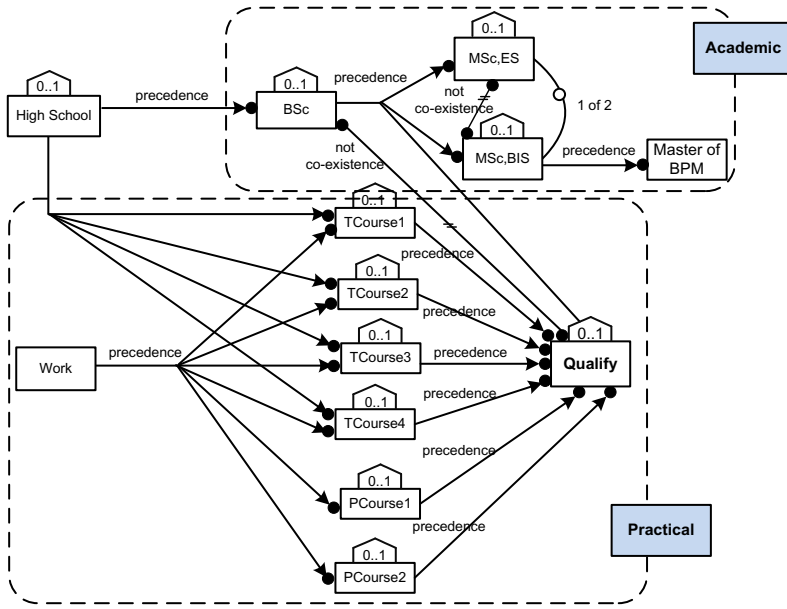 0..1
MSc,ES
Academic
0..1
High School
precedence
0..1
BSc
precedence
not
co-existence
1 of 2
0..1
MSc,BIS
precedence
Master of
BPM
not
co-existence
0..1
TCourse1
precedence
0..1
TCourse2
precedence
0..1
Qualify
Work
precedence
0..1
TCourse3
precedence
0..1
TCourse4
precedence
precedence
0..1
PCourse1
precedence
Practical
0..1
PCourse2